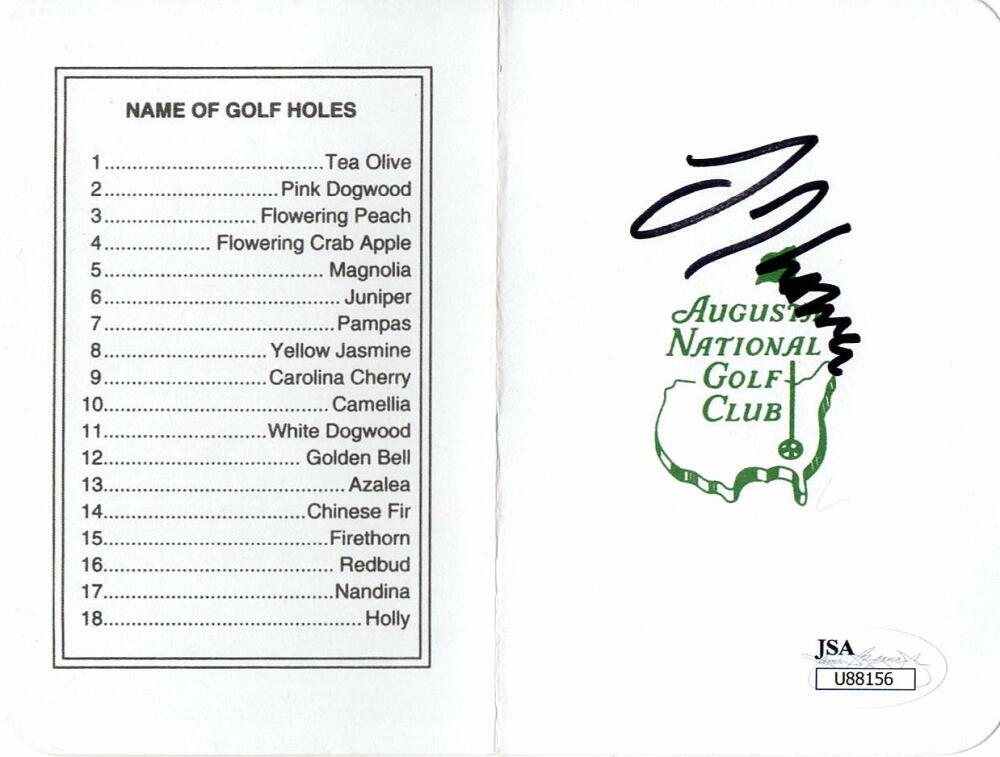 NAME OF GOLF HOLES
1..............................Tea Olive
2..........................Pink Dogwood
3....................... Flowering Peach
4................ Flowering Crab Apple
5................................. Magnolia
6.................................... Juniper
7...................................Pampas
8.........................Yellow Jasmine
9.........................Carolina Cherry
10.................................. Camellia
11.........................White Dogwood
12.............................. Golden Bell
13..................................... Azalea
14..............................Chinese Fir
15..................................Firethorn
16................................... Redbud
17...................................Nandina
18....................................... Holly
AUGUSTA
NATIONAL
GOLF
CLUB
JSA
U88156